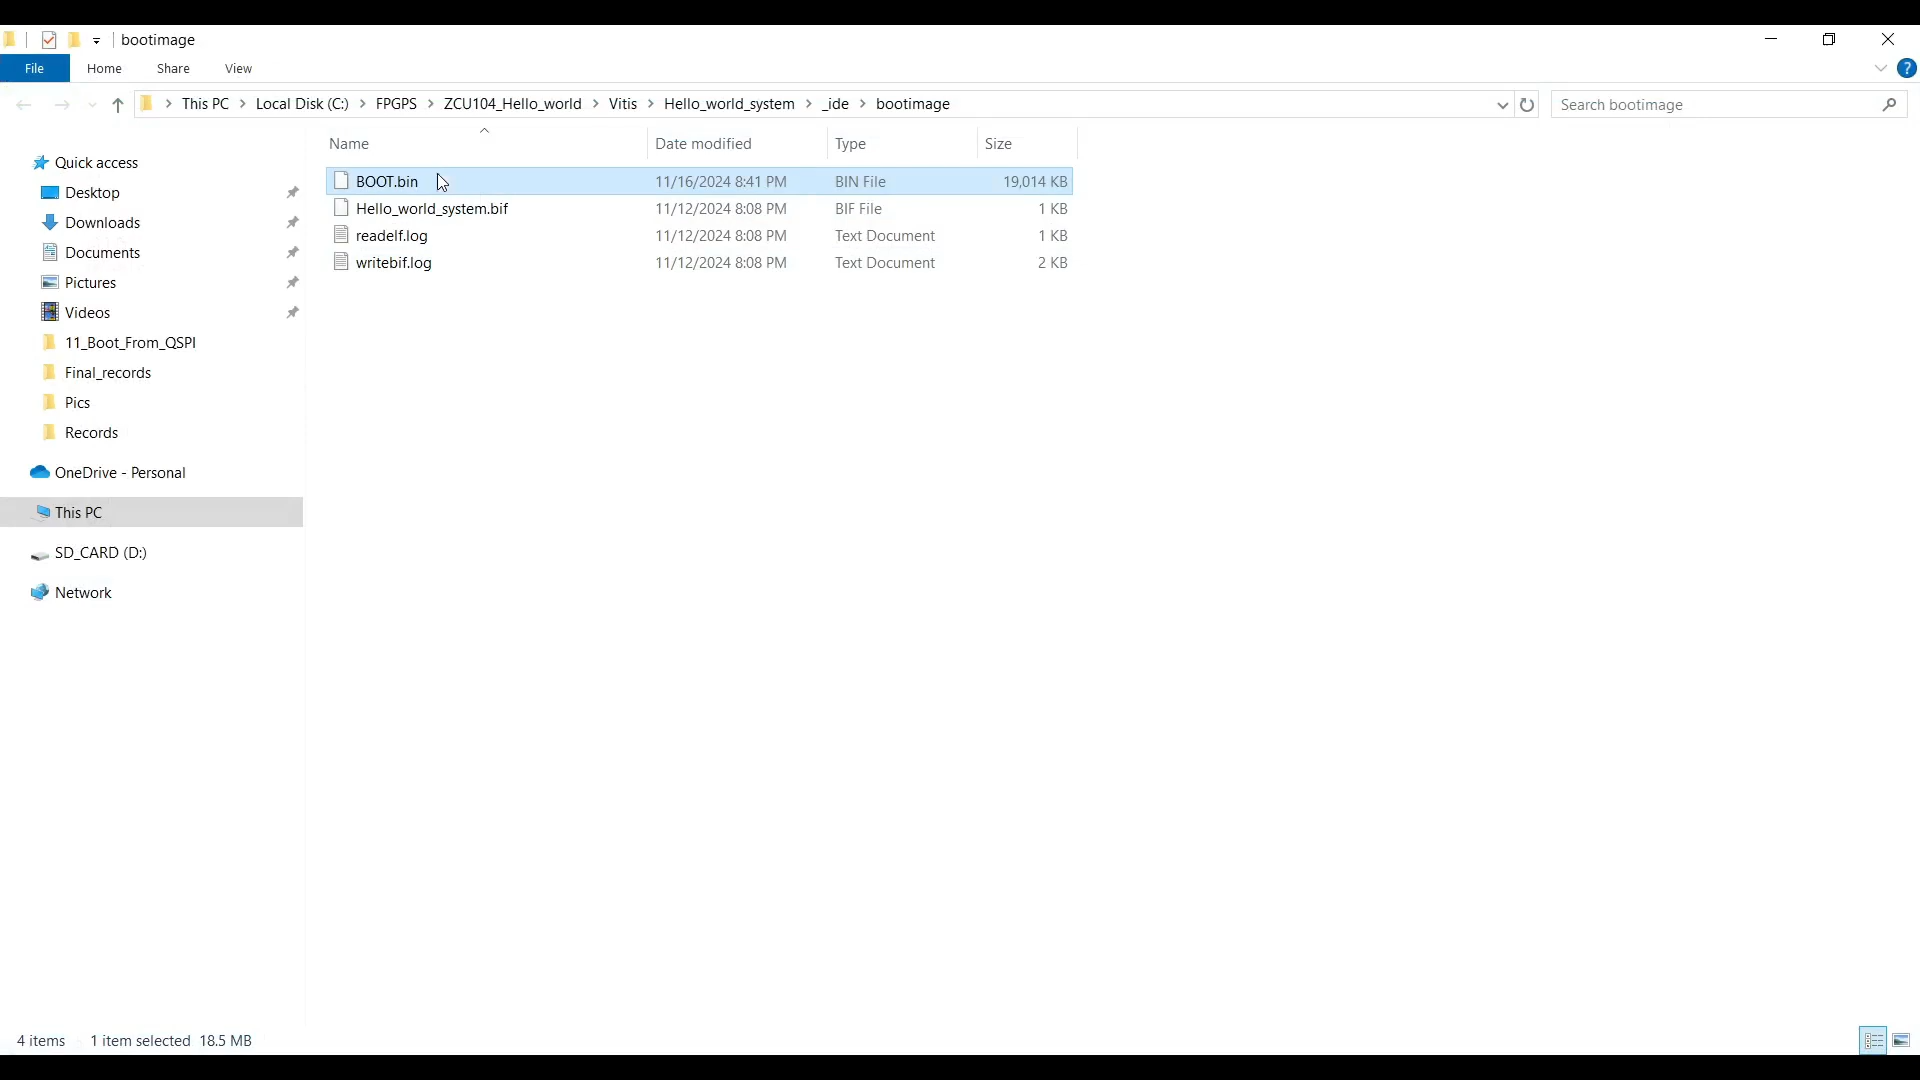 bootimage
File Home Share View
This PC Local Disk (C:) FPGPS ZCU104_Hello_world Vitis Hello_world_system _ide bootimage Search bootimage
Name Date modified Type Size
Quick access
Desktop
Downloads
Documents
Pictures
Videos
11_Boot_From_QSPI
Final_records
Pics
Records
OneDrive - Personal
This PC
SD_CARD (D:)
Network
BOOT.bin 11/16/2024 8:41 PM BIN File 19,014 KB
Hello_world_system.bif 11/12/2024 8:08 PM BIF File 1 KB
readelf.log 11/12/2024 8:08 PM Text Document 1 KB
writebif.log 11/12/2024 8:08 PM Text Document 2 KB
4 items 1 item selected 18.5 MB